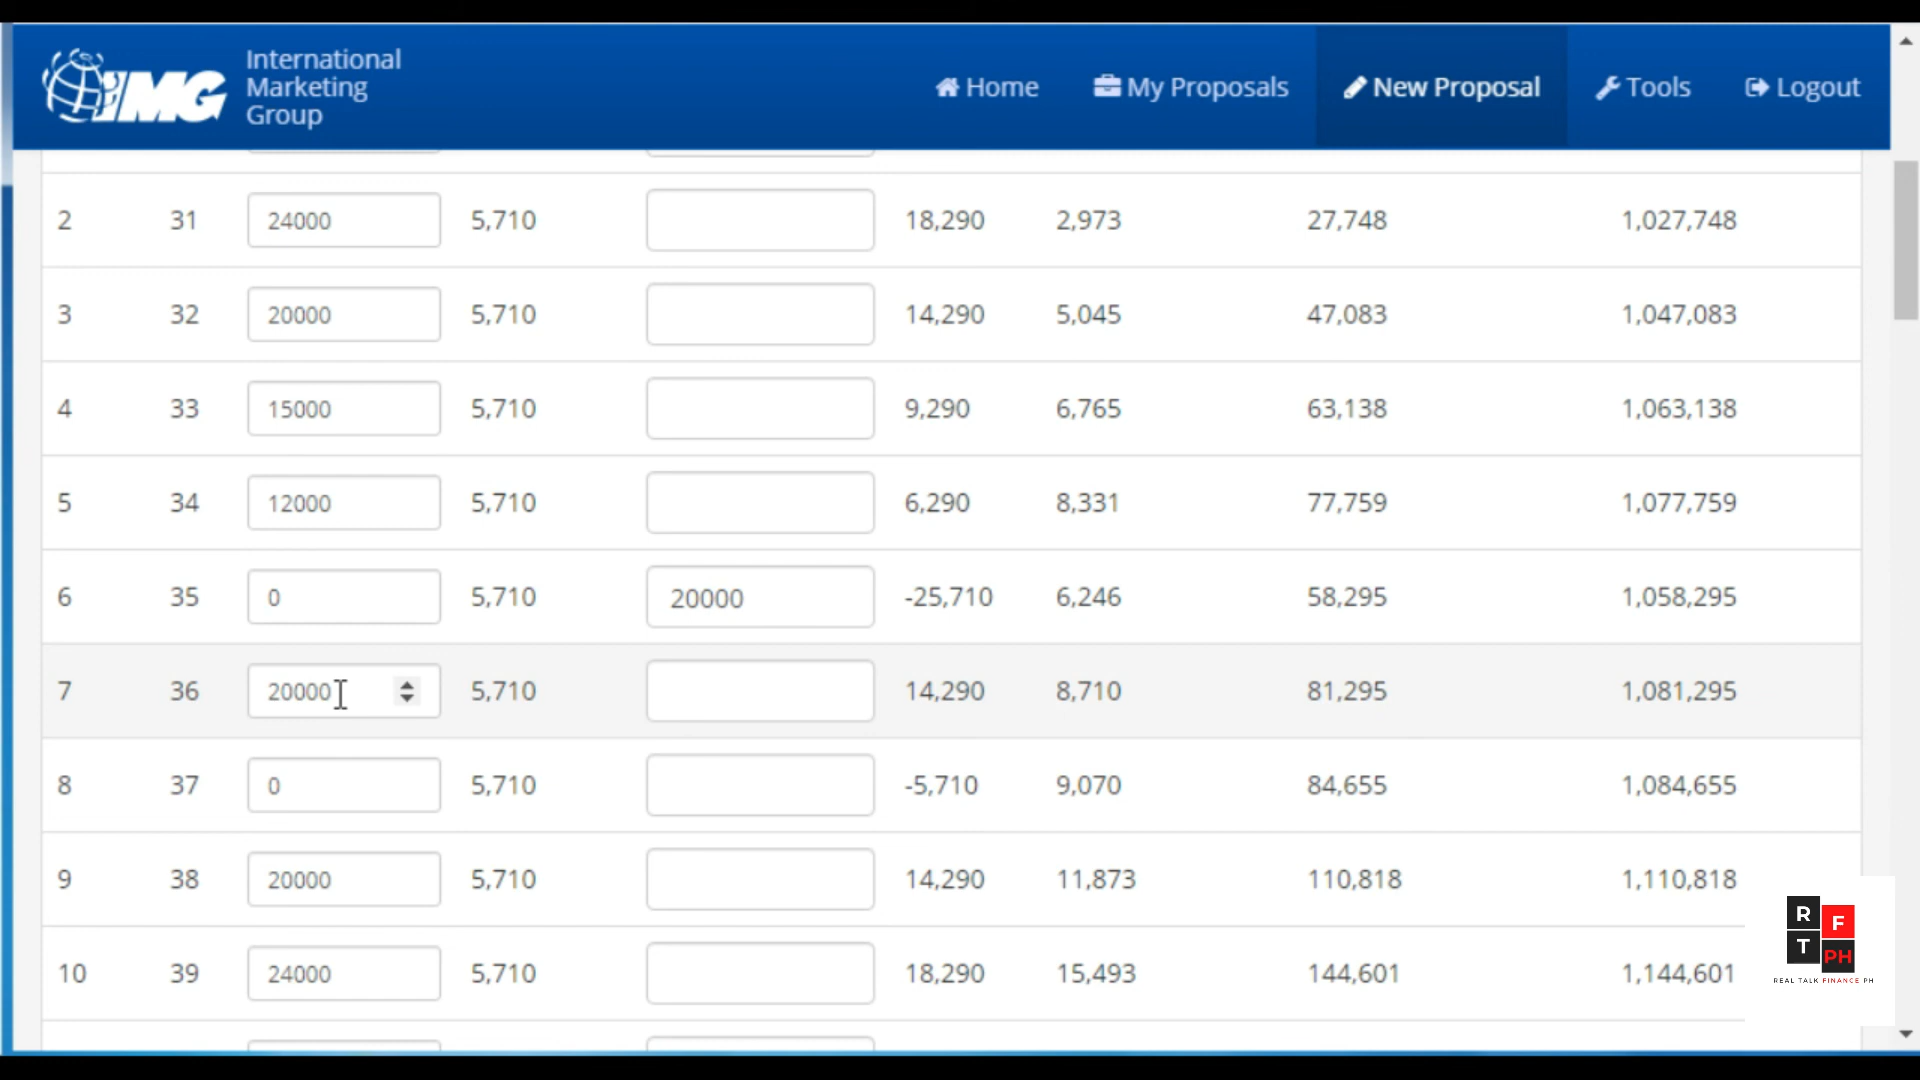 IMG
International
Marketing
Group
Home
My Proposals
New Proposal
Tools
Logout
2 31 24000 5,710 18,290 2,973 27,748 1,027,748
3 32 20000 5,710 14,290 5,045 47,083 1,047,083
4 33 15000 5,710 9,290 6,765 63,138 1,063,138
5 34 12000 5,710 6,290 8,331 77,759 1,077,759
6 35 0 5,710 20000 -25,710 6,246 58,295 1,058,295
7 36 20000 5,710 14,290 8,710 81,295 1,081,295
8 37 0 5,710 -5,710 9,070 84,655 1,084,655
9 38 20000 5,710 14,290 11,873 110,818 1,110,818
10 39 24000 5,710 18,290 15,493 144,601 1,144,601
R F
T PH
REAL TALK FINANCE PH